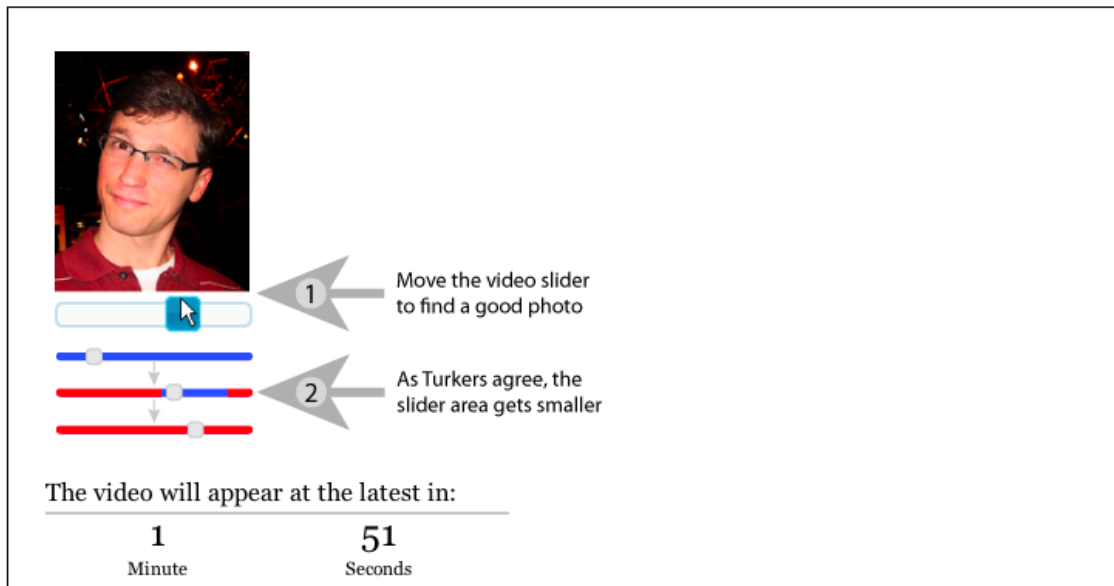 1
Move the video slider
to find a good photo
2
As Turkers agree, the
slider area gets smaller
The video will appear at the latest in:
1 51
Minute Seconds